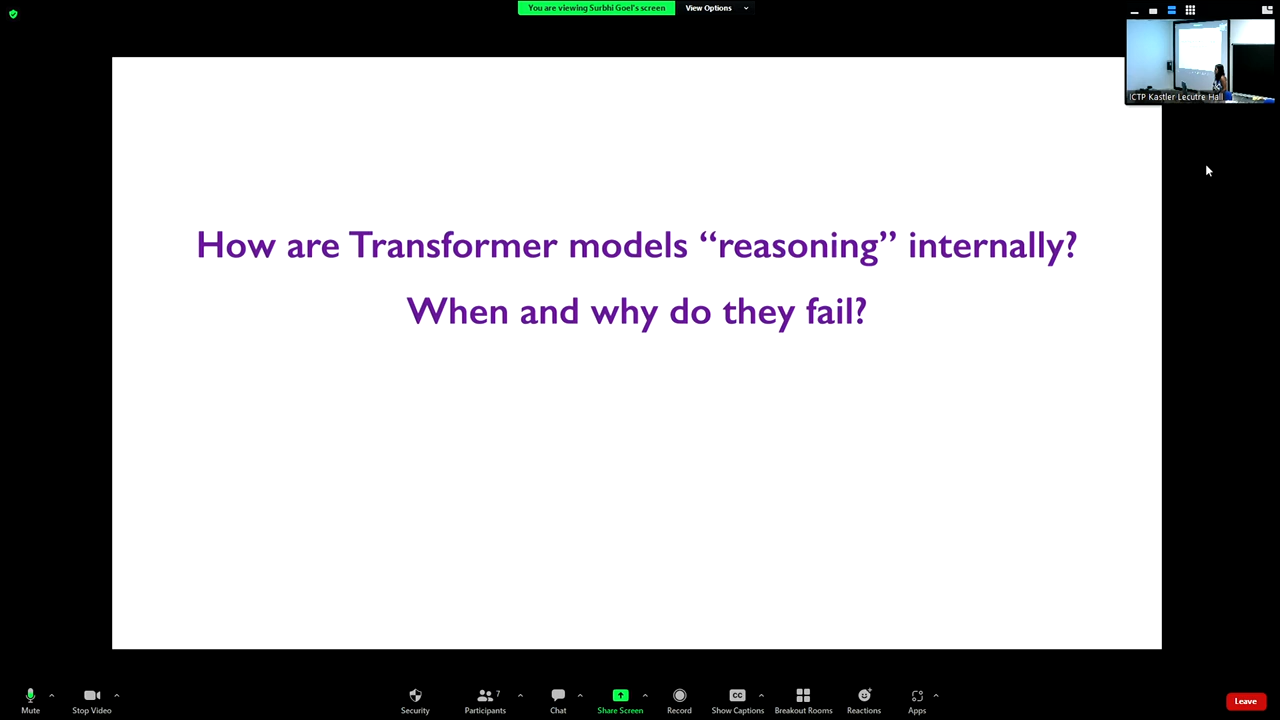 You are viewing Surbhi Goel's screen
View Options
ICTP Kastler Lecutre Hall
How are Transformer models “reasoning” internally?
When and why do they fail?
Mute
Stop Video
Security
Participants
7
Chat
Share Screen
Record
CC
Show Captions
Breakout Rooms
Reactions
Apps
Leave